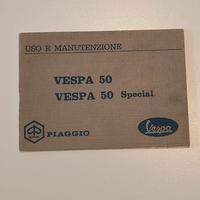 USO E MANUTENZIONE
VESPA 50
VESPA 50 Special
PIAGGIO
Vespa